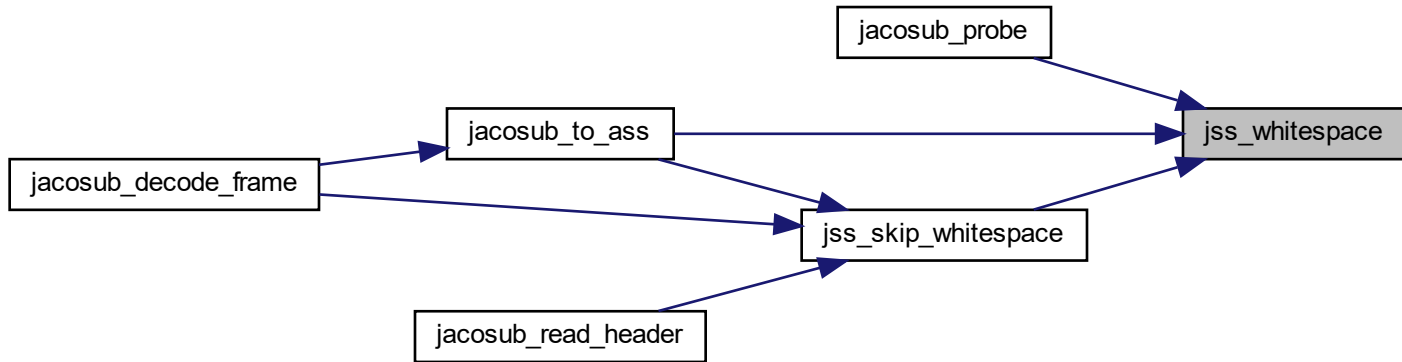 jacosub_probe
jss_whitespace
jacosub_to_ass
jacosub_decode_frame
jss_skip_whitespace
jacosub_read_header